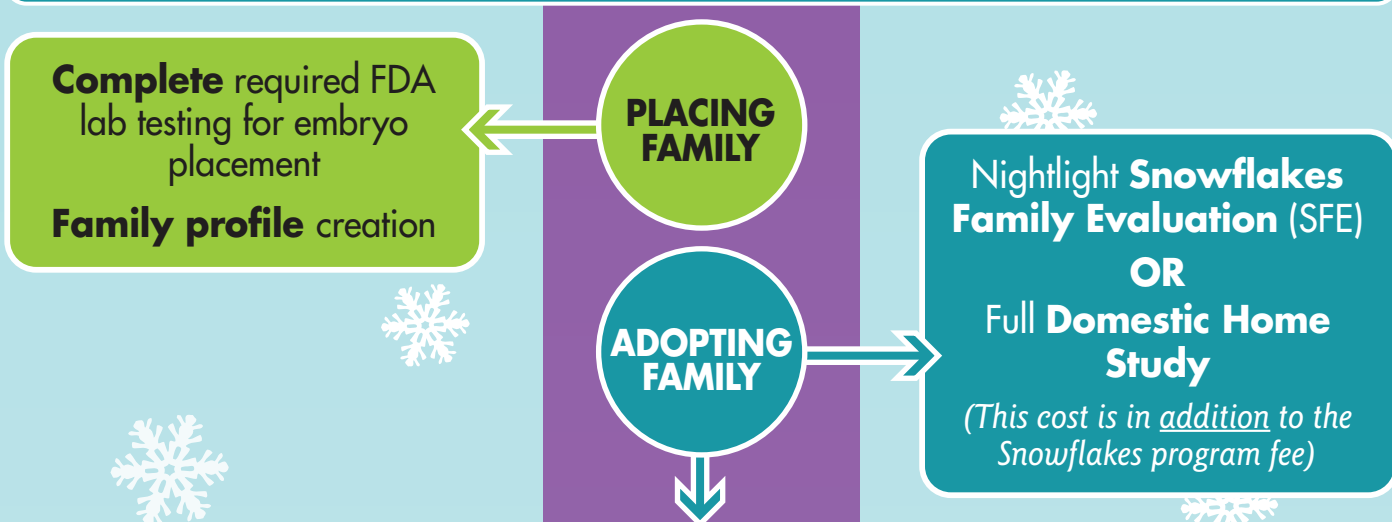 Complete required FDA
lab testing for embryo
placement
Family profile creation
PLACING
FAMILY
ADOPTING
FAMILY
Nightlight Snowflakes
Family Evaluation (SFE)
OR
Full Domestic Home
Study
(This cost is in addition to the
Snowflakes program fee)